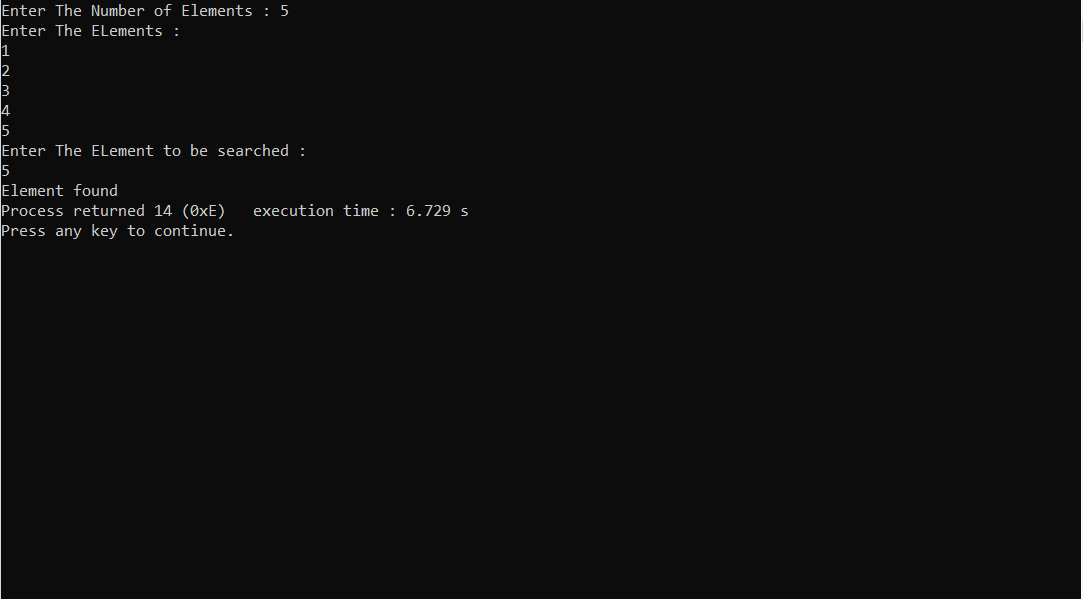 Enter The Number of Elements : 5
Enter The ELements :
1
2
3
4
5
Enter The ELement to be searched :
5
Element found
Process returned 14 (0xE)   execution time : 6.729 s
Press any key to continue.